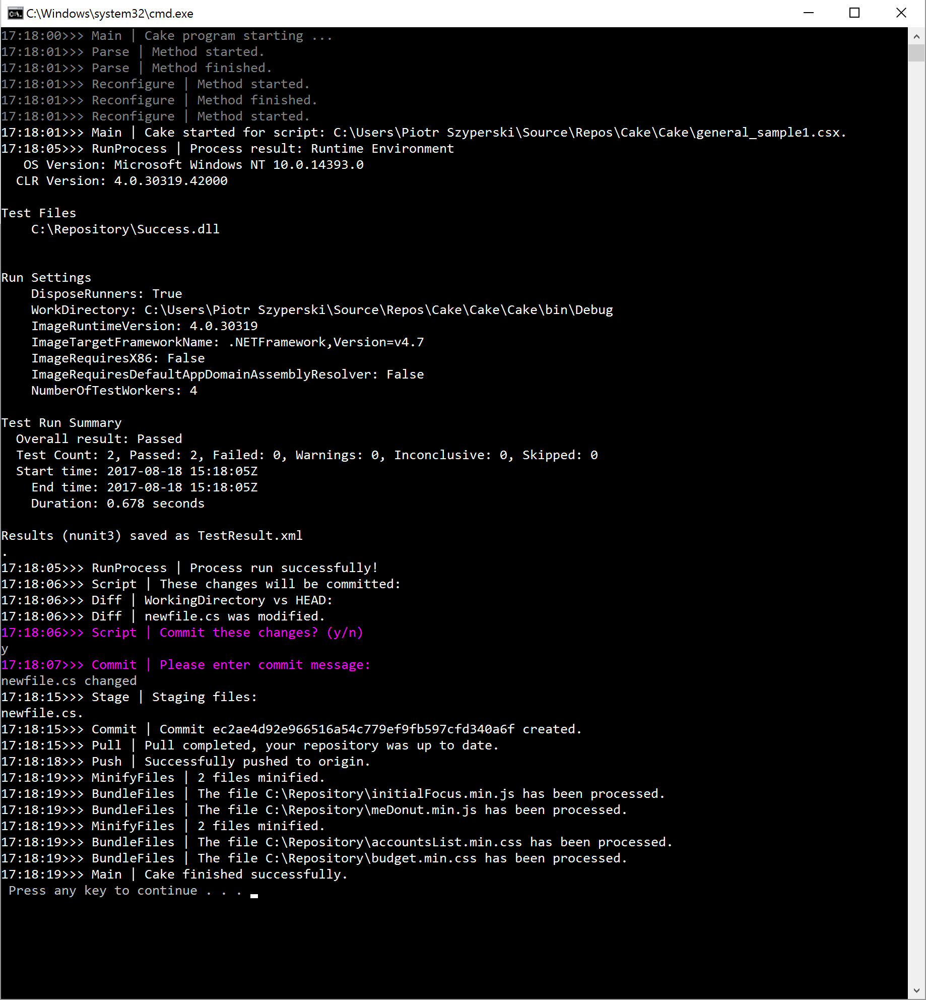 C:\Windows\system32\cmd.exe
17:18:00>>> Main | Cake program starting ...
17:18:01>>> Parse | Method started.
17:18:01>>> Parse | Method finished.
17:18:01>>> Reconfigure | Method started.
17:18:01>>> Reconfigure | Method finished.
17:18:01>>> Reconfigure | Method started.
17:18:01>>> Main | Cake started for script: C:\Users\Piotr Szyperski\Source\Repos\Cake\Cake\general_sample1.csx.
17:18:05>>> RunProcess | Process result: Runtime Environment
   OS Version: Microsoft Windows NT 10.0.14393.0
  CLR Version: 4.0.30319.42000
Test Files
    C:\Repository\Success.dll
Run Settings
    DisposeRunners: True
    WorkDirectory: C:\Users\Piotr Szyperski\Source\Repos\Cake\Cake\Cake\bin\Debug
    ImageRuntimeVersion: 4.0.30319
    ImageTargetFrameworkName: .NETFramework,Version=v4.7
    ImageRequiresX86: False
    ImageRequiresDefaultAppDomainAssemblyResolver: False
    NumberOfTestWorkers: 4
Test Run Summary
  Overall result: Passed
  Test Count: 2, Passed: 2, Failed: 0, Warnings: 0, Inconclusive: 0, Skipped: 0
  Start time: 2017-08-18 15:18:05Z
    End time: 2017-08-18 15:18:05Z
    Duration: 0.678 seconds
Results (nunit3) saved as TestResult.xml
.
17:18:05>>> RunProcess | Process run successfully!
17:18:06>>> Script | These changes will be committed:
17:18:06>>> Diff | WorkingDirectory vs HEAD:
17:18:06>>> Diff | newfile.cs was modified.
17:18:06>>> Script | Commit these changes? (y/n)
y
17:18:07>>> Commit | Please enter commit message:
newfile.cs changed
17:18:15>>> Stage | Staging files:
newfile.cs.
17:18:15>>> Commit | Commit ec2ae4d92e966516a54c779ef9fb597cfd340a6f created.
17:18:15>>> Pull | Pull completed, your repository was up to date.
17:18:18>>> Push | Successfully pushed to origin.
17:18:19>>> MinifyFiles | 2 files minified.
17:18:19>>> BundleFiles | The file C:\Repository\initialFocus.min.js has been processed.
17:18:19>>> BundleFiles | The file C:\Repository\meDonut.min.js has been processed.
17:18:19>>> MinifyFiles | 2 files minified.
17:18:19>>> BundleFiles | The file C:\Repository\accountsList.min.css has been processed.
17:18:19>>> BundleFiles | The file C:\Repository\budget.min.css has been processed.
17:18:19>>> Main | Cake finished successfully.
 Press any key to continue . . .